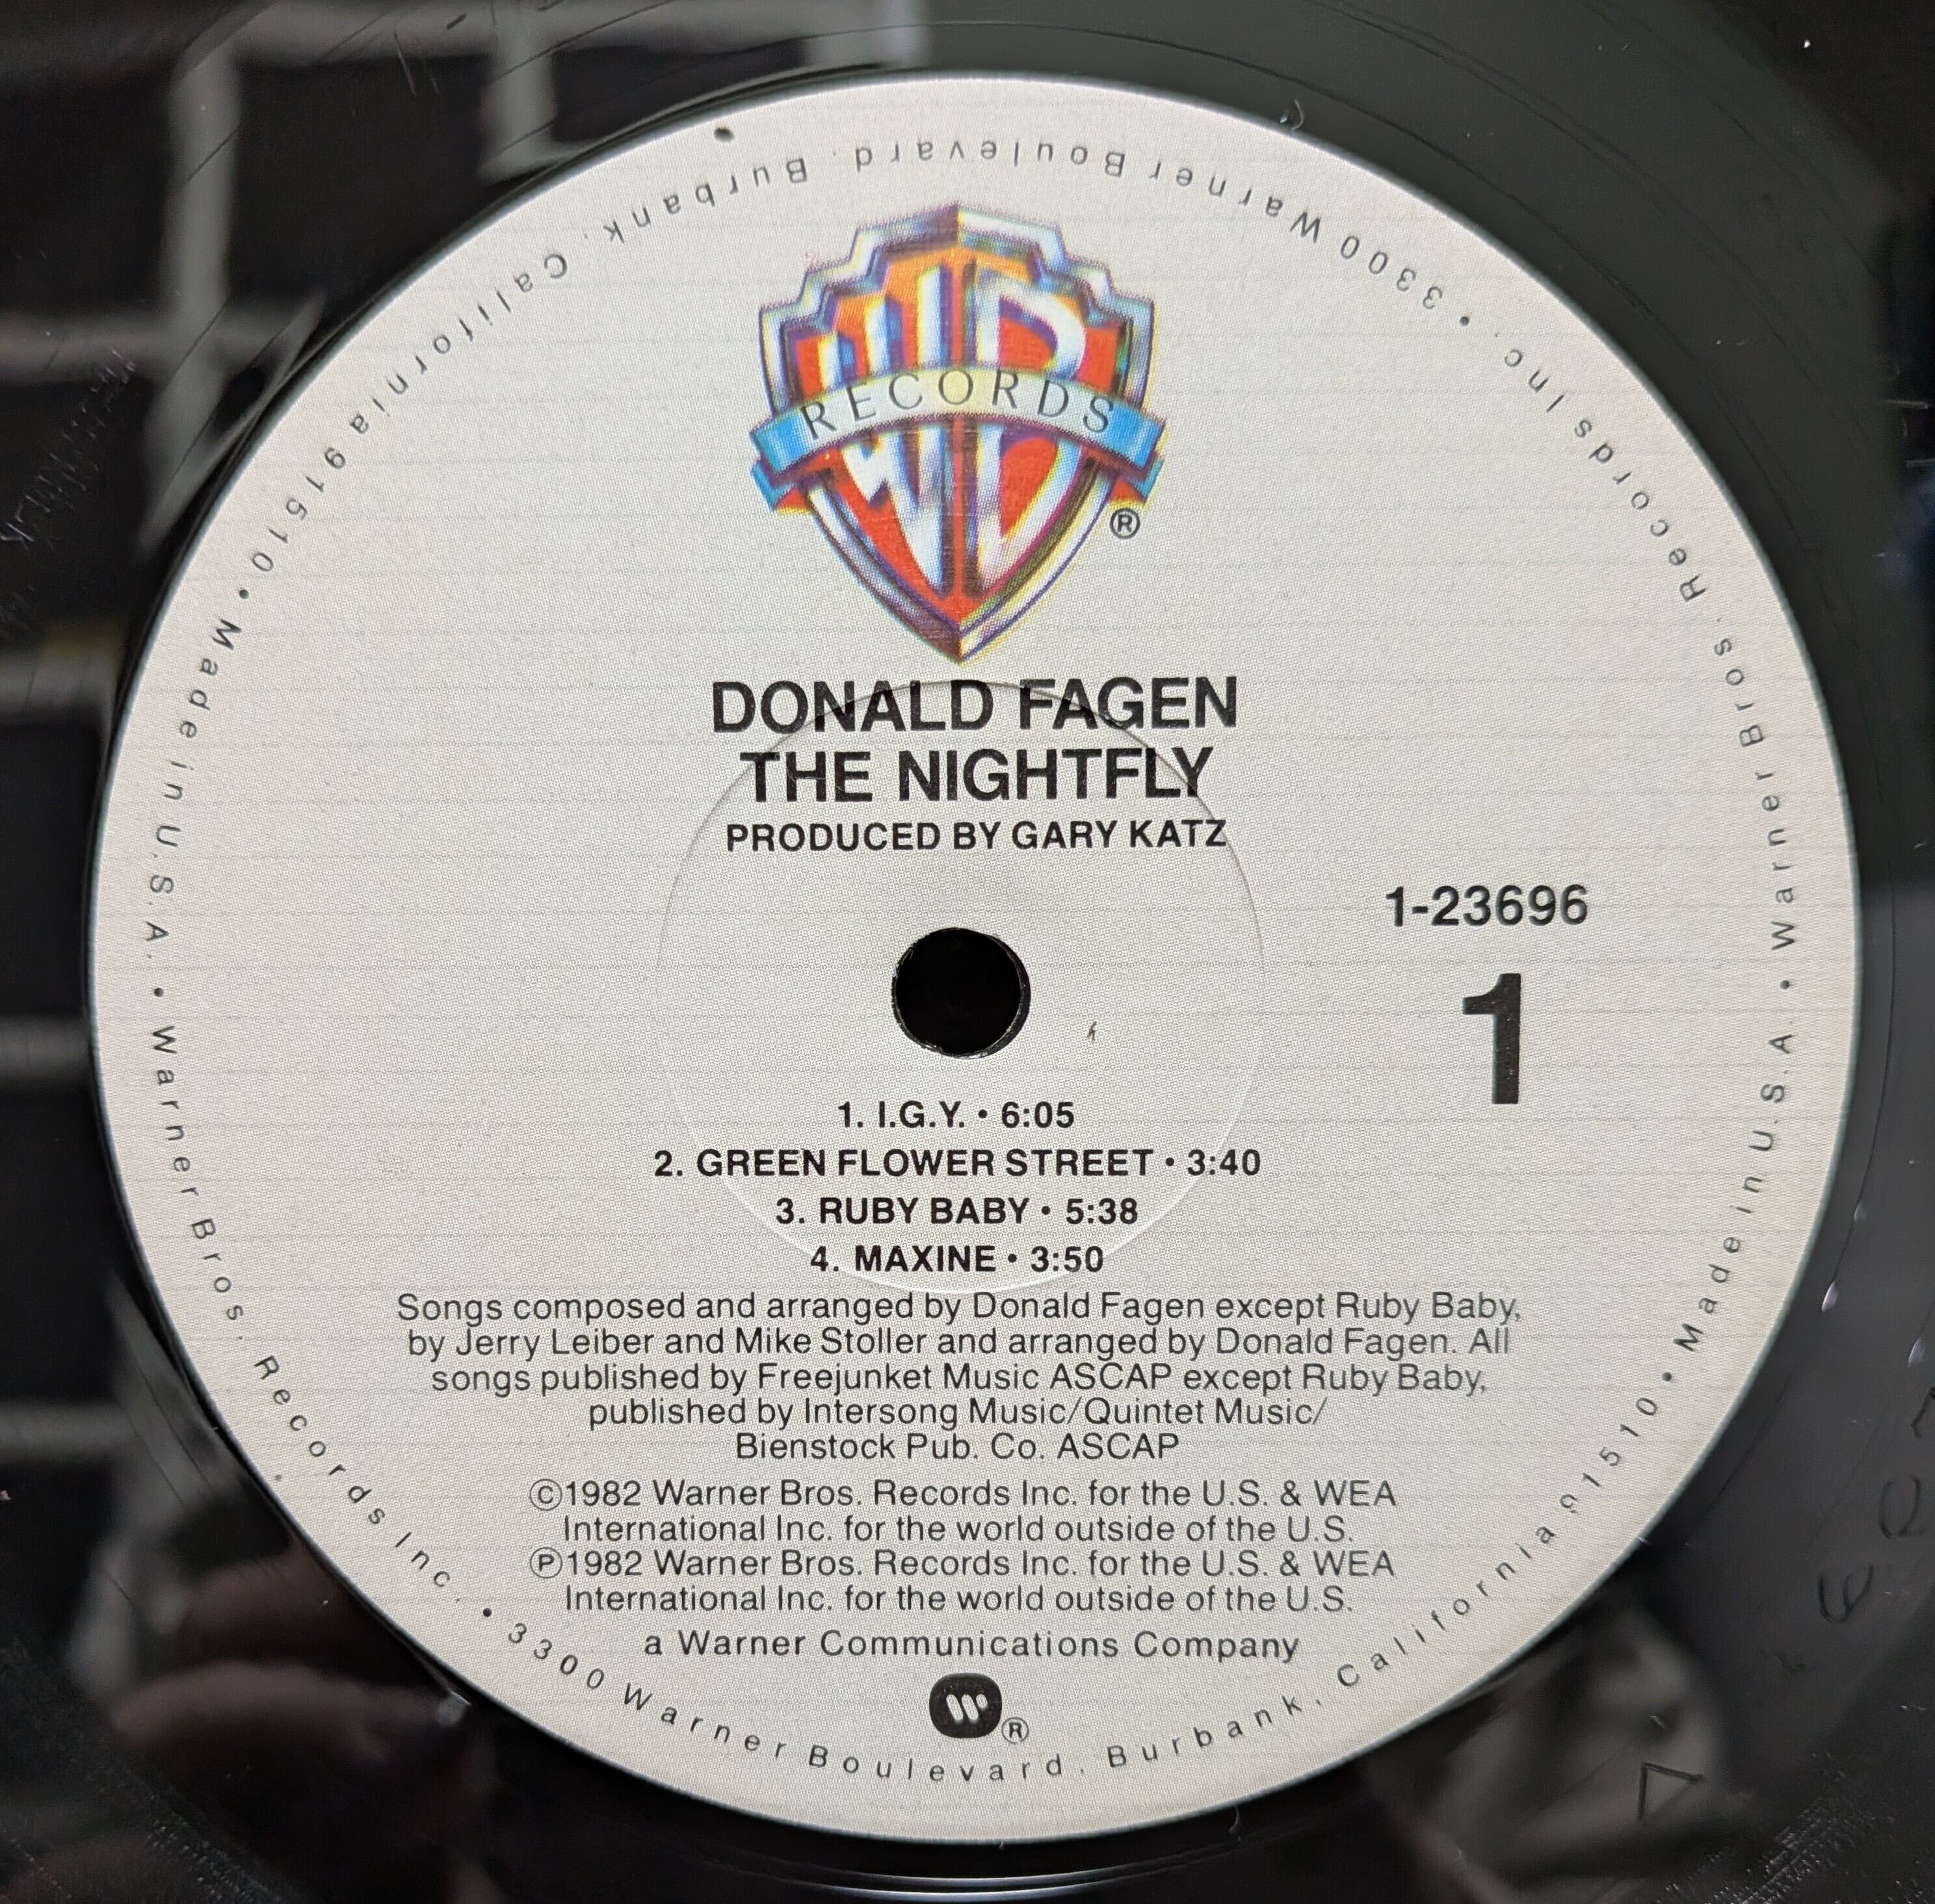 WB
RECORDS
®
DONALD FAGEN
THE NIGHTFLY
PRODUCED BY GARY KATZ
1-23696
1
1. I.G.Y. • 6:05
2. GREEN FLOWER STREET • 3:40
3. RUBY BABY • 5:38
4. MAXINE • 3:50
Songs composed and arranged by Donald Fagen except Ruby Baby,
by Jerry Leiber and Mike Stoller and arranged by Donald Fagen. All
songs published by Freejunket Music ASCAP except Ruby Baby,
published by Intersong Music/Quintet Music/
Bienstock Pub. Co. ASCAP
©1982 Warner Bros. Records Inc. for the U.S. & WEA
International Inc. for the world outside of the U.S.
℗1982 Warner Bros. Records Inc. for the U.S. & WEA
International Inc. for the world outside of the U.S.
a Warner Communications Company
W ®
Warner Bros. Records Inc. • 3300 Warner Boulevard, Burbank, California 91510 • Made in U.S.A. •
Warner Bros. Records Inc. • 3300 Warner Boulevard, Burbank, California 91510 • Made in U.S.A. •